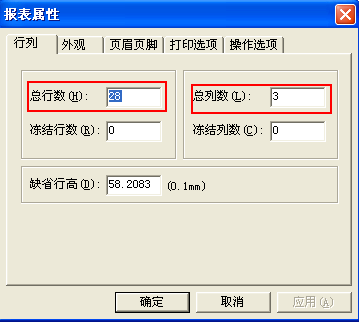 报表属性
行列 外观 页眉页脚 打印选项 操作选项
总行数(H): 28 总列数(L): 3
冻结行数(R): 0 冻结列数(C): 0
缺省行高(D): 58.2083 (0.1mm)
确定 取消 应用(A)